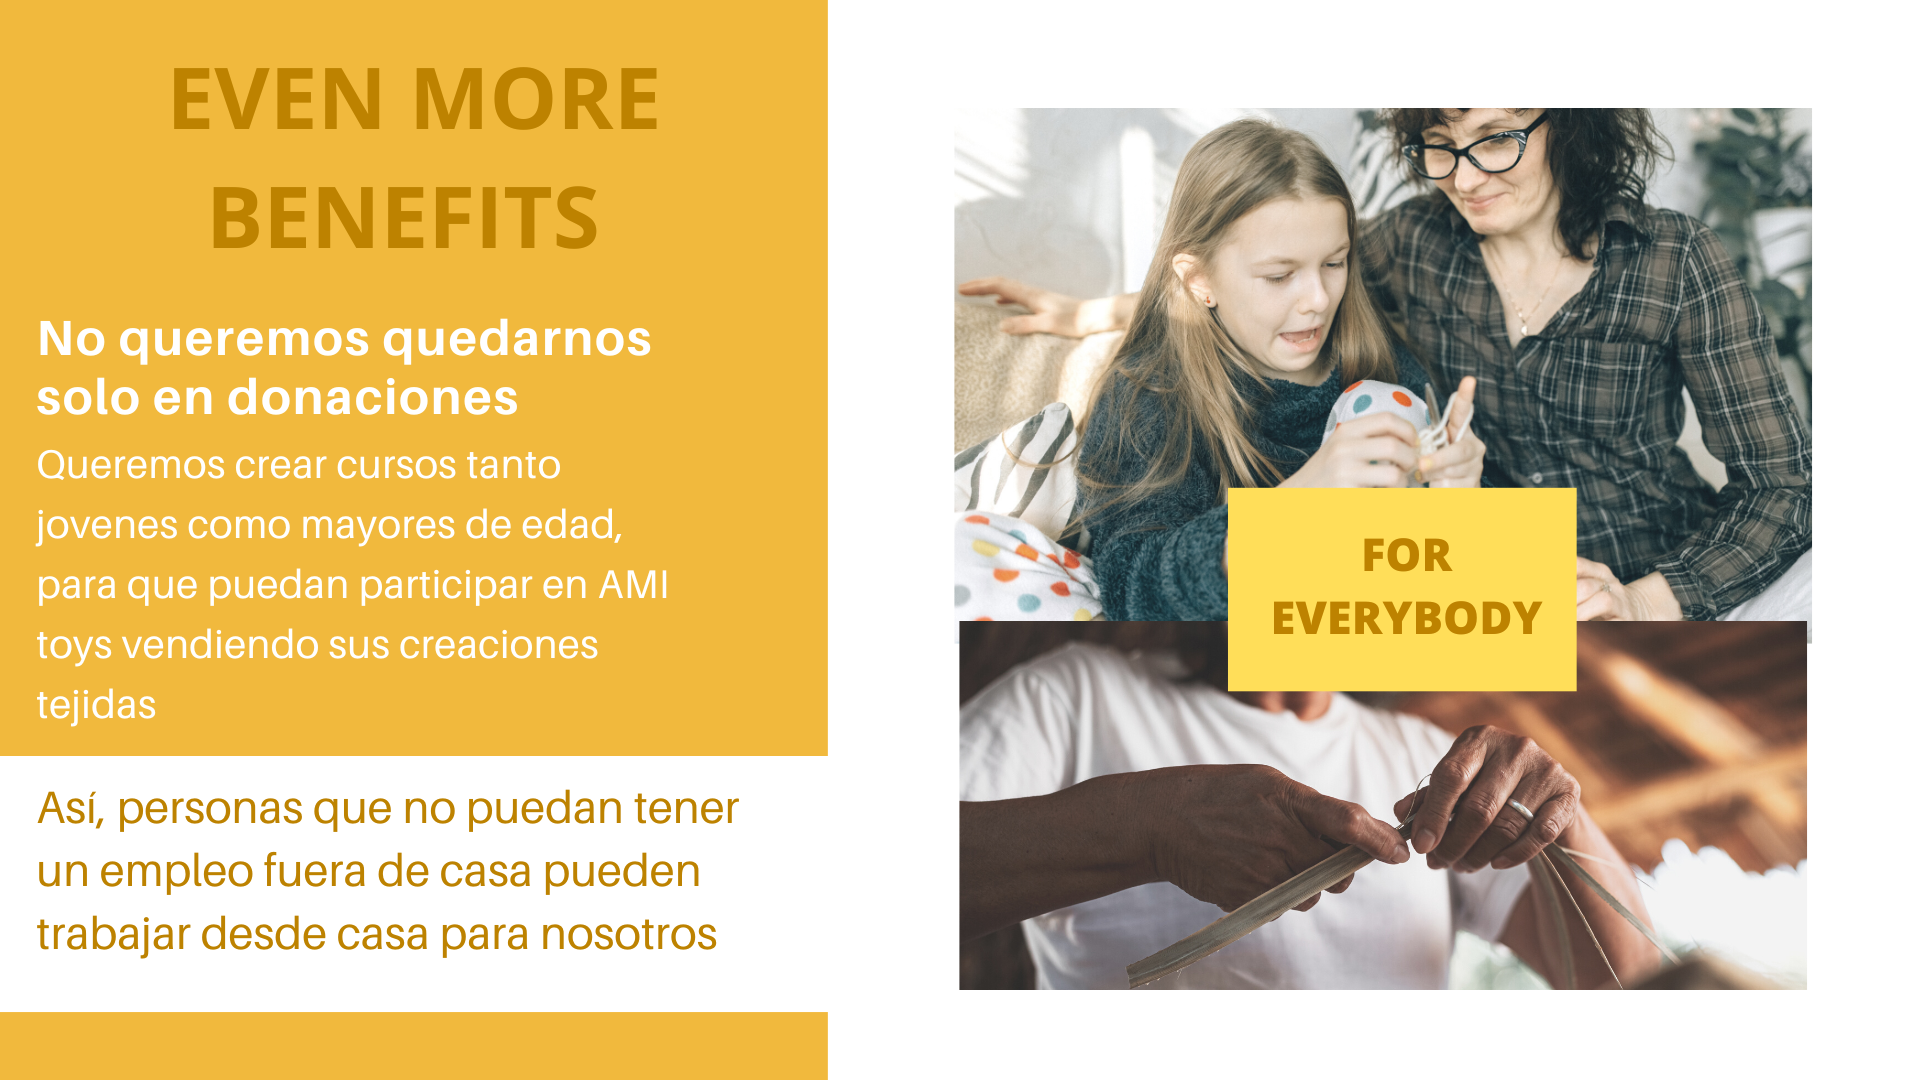 EVEN MORE
BENEFITS
No queremos quedarnos
solo en donaciones
Queremos crear cursos tanto
jovenes como mayores de edad,
para que puedan participar en AMI
toys vendiendo sus creaciones
tejidas
Así, personas que no puedan tener
un empleo fuera de casa pueden
trabajar desde casa para nosotros
FOR
EVERYBODY